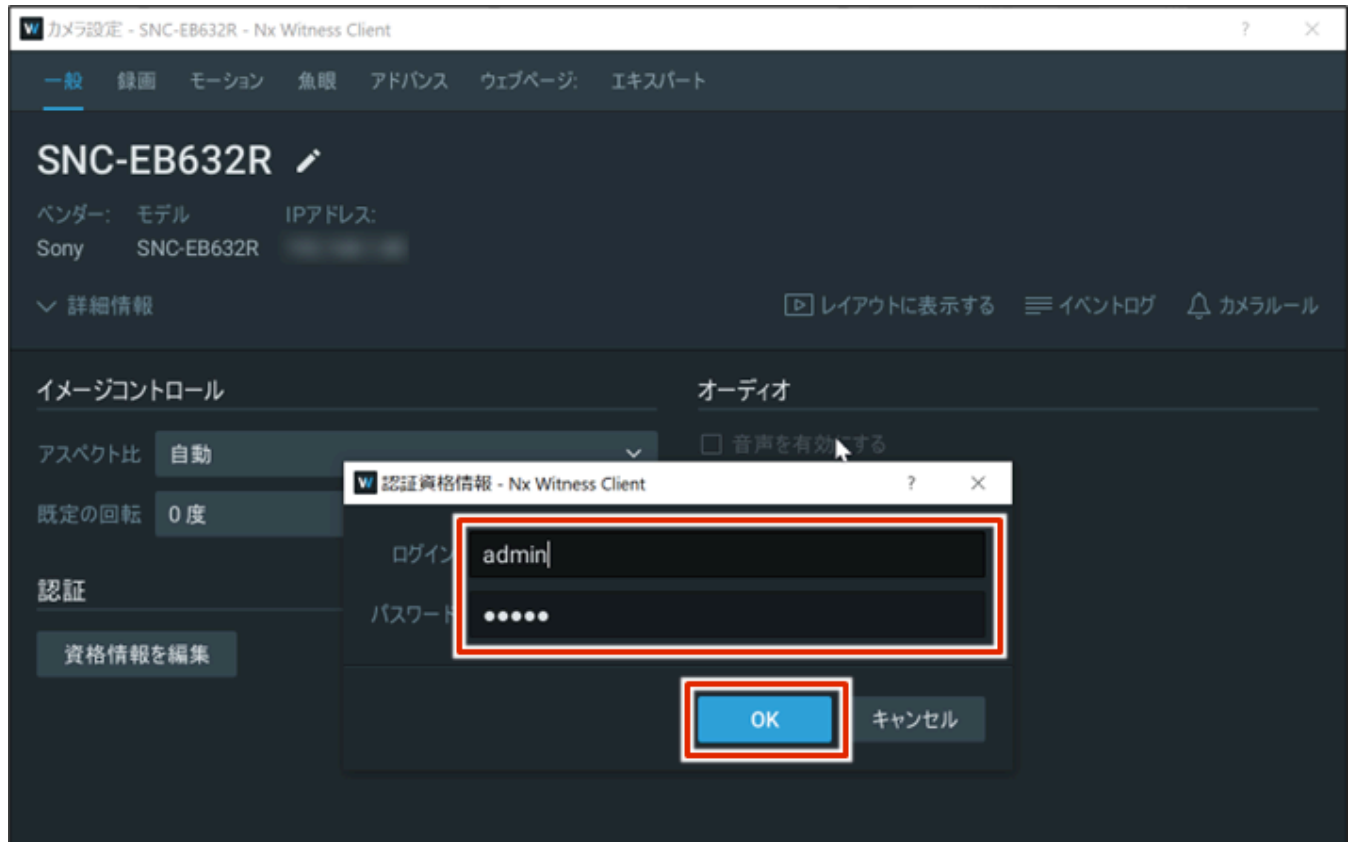 カメラ設定 - SNC-EB632R - Nx Witness Client
一般 録画 モーション 魚眼 アドバンス ウェブページ: エキスパート
SNC-EB632R
ベンダー: モデル IPアドレス:
Sony SNC-EB632R
詳細情報 レイアウトに表示する イベントログ カメラルール
イメージコントロール オーディオ
アスペクト比 自動 音声を有効にする
認証資格情報 - Nx Witness Client
既定の回転 0 度
ログイン admin
認証
パスワード
資格情報を編集
OK キャンセル